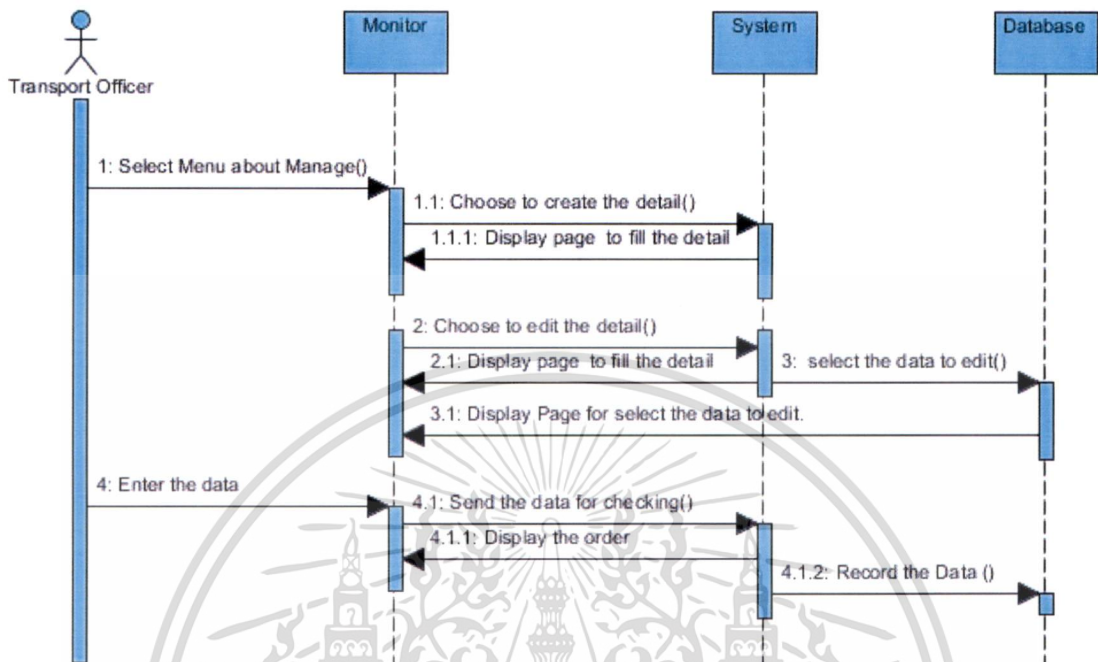 Monitor
System
Database
Transport Officer
1: Select Menu about Manage()
1.1: Choose to create the detail()
1.1.1: Display page to fill the detail
2: Choose to edit the detail()
2.1: Display page to fill the detail
3: select the data to edit()
3.1: Display Page for select the data to edit.
4: Enter the data
4.1: Send the data for checking()
4.1.1: Display the order
4.1.2: Record the Data ()